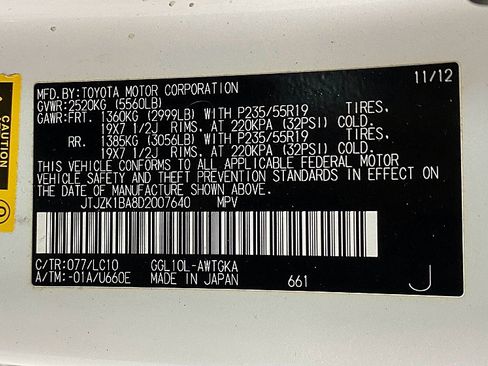 11/12
MFD.BY:TOYOTA MOTOR CORPORATION
GVWR:2520KG (5560LB)
GAWR:FRT. 1360KG (2999LB) WITH P235/55R19 TIRES,
19X7 1/2J RIMS, AT 220KPA (32PSI) COLD.
RR. 1385KG (3056LB) WITH P235/55R19 TIRES,
19X7 1/2J RIMS, AT 220KPA (32PSI) COLD.
THIS VEHICLE CONFORMS TO ALL APPLICABLE FEDERAL MOTOR
VEHICLE SAFETY AND THEFT PREVENTION STANDARDS IN EFFECT ON
THE DATE OF MANUFACTURE SHOWN ABOVE.
JTJZK1BA8D2007640 MPV
C/TR:077/LC10 GGL10L-AWTGKA
A/TM:-01A/U660E MADE IN JAPAN 661 J
CAUTION